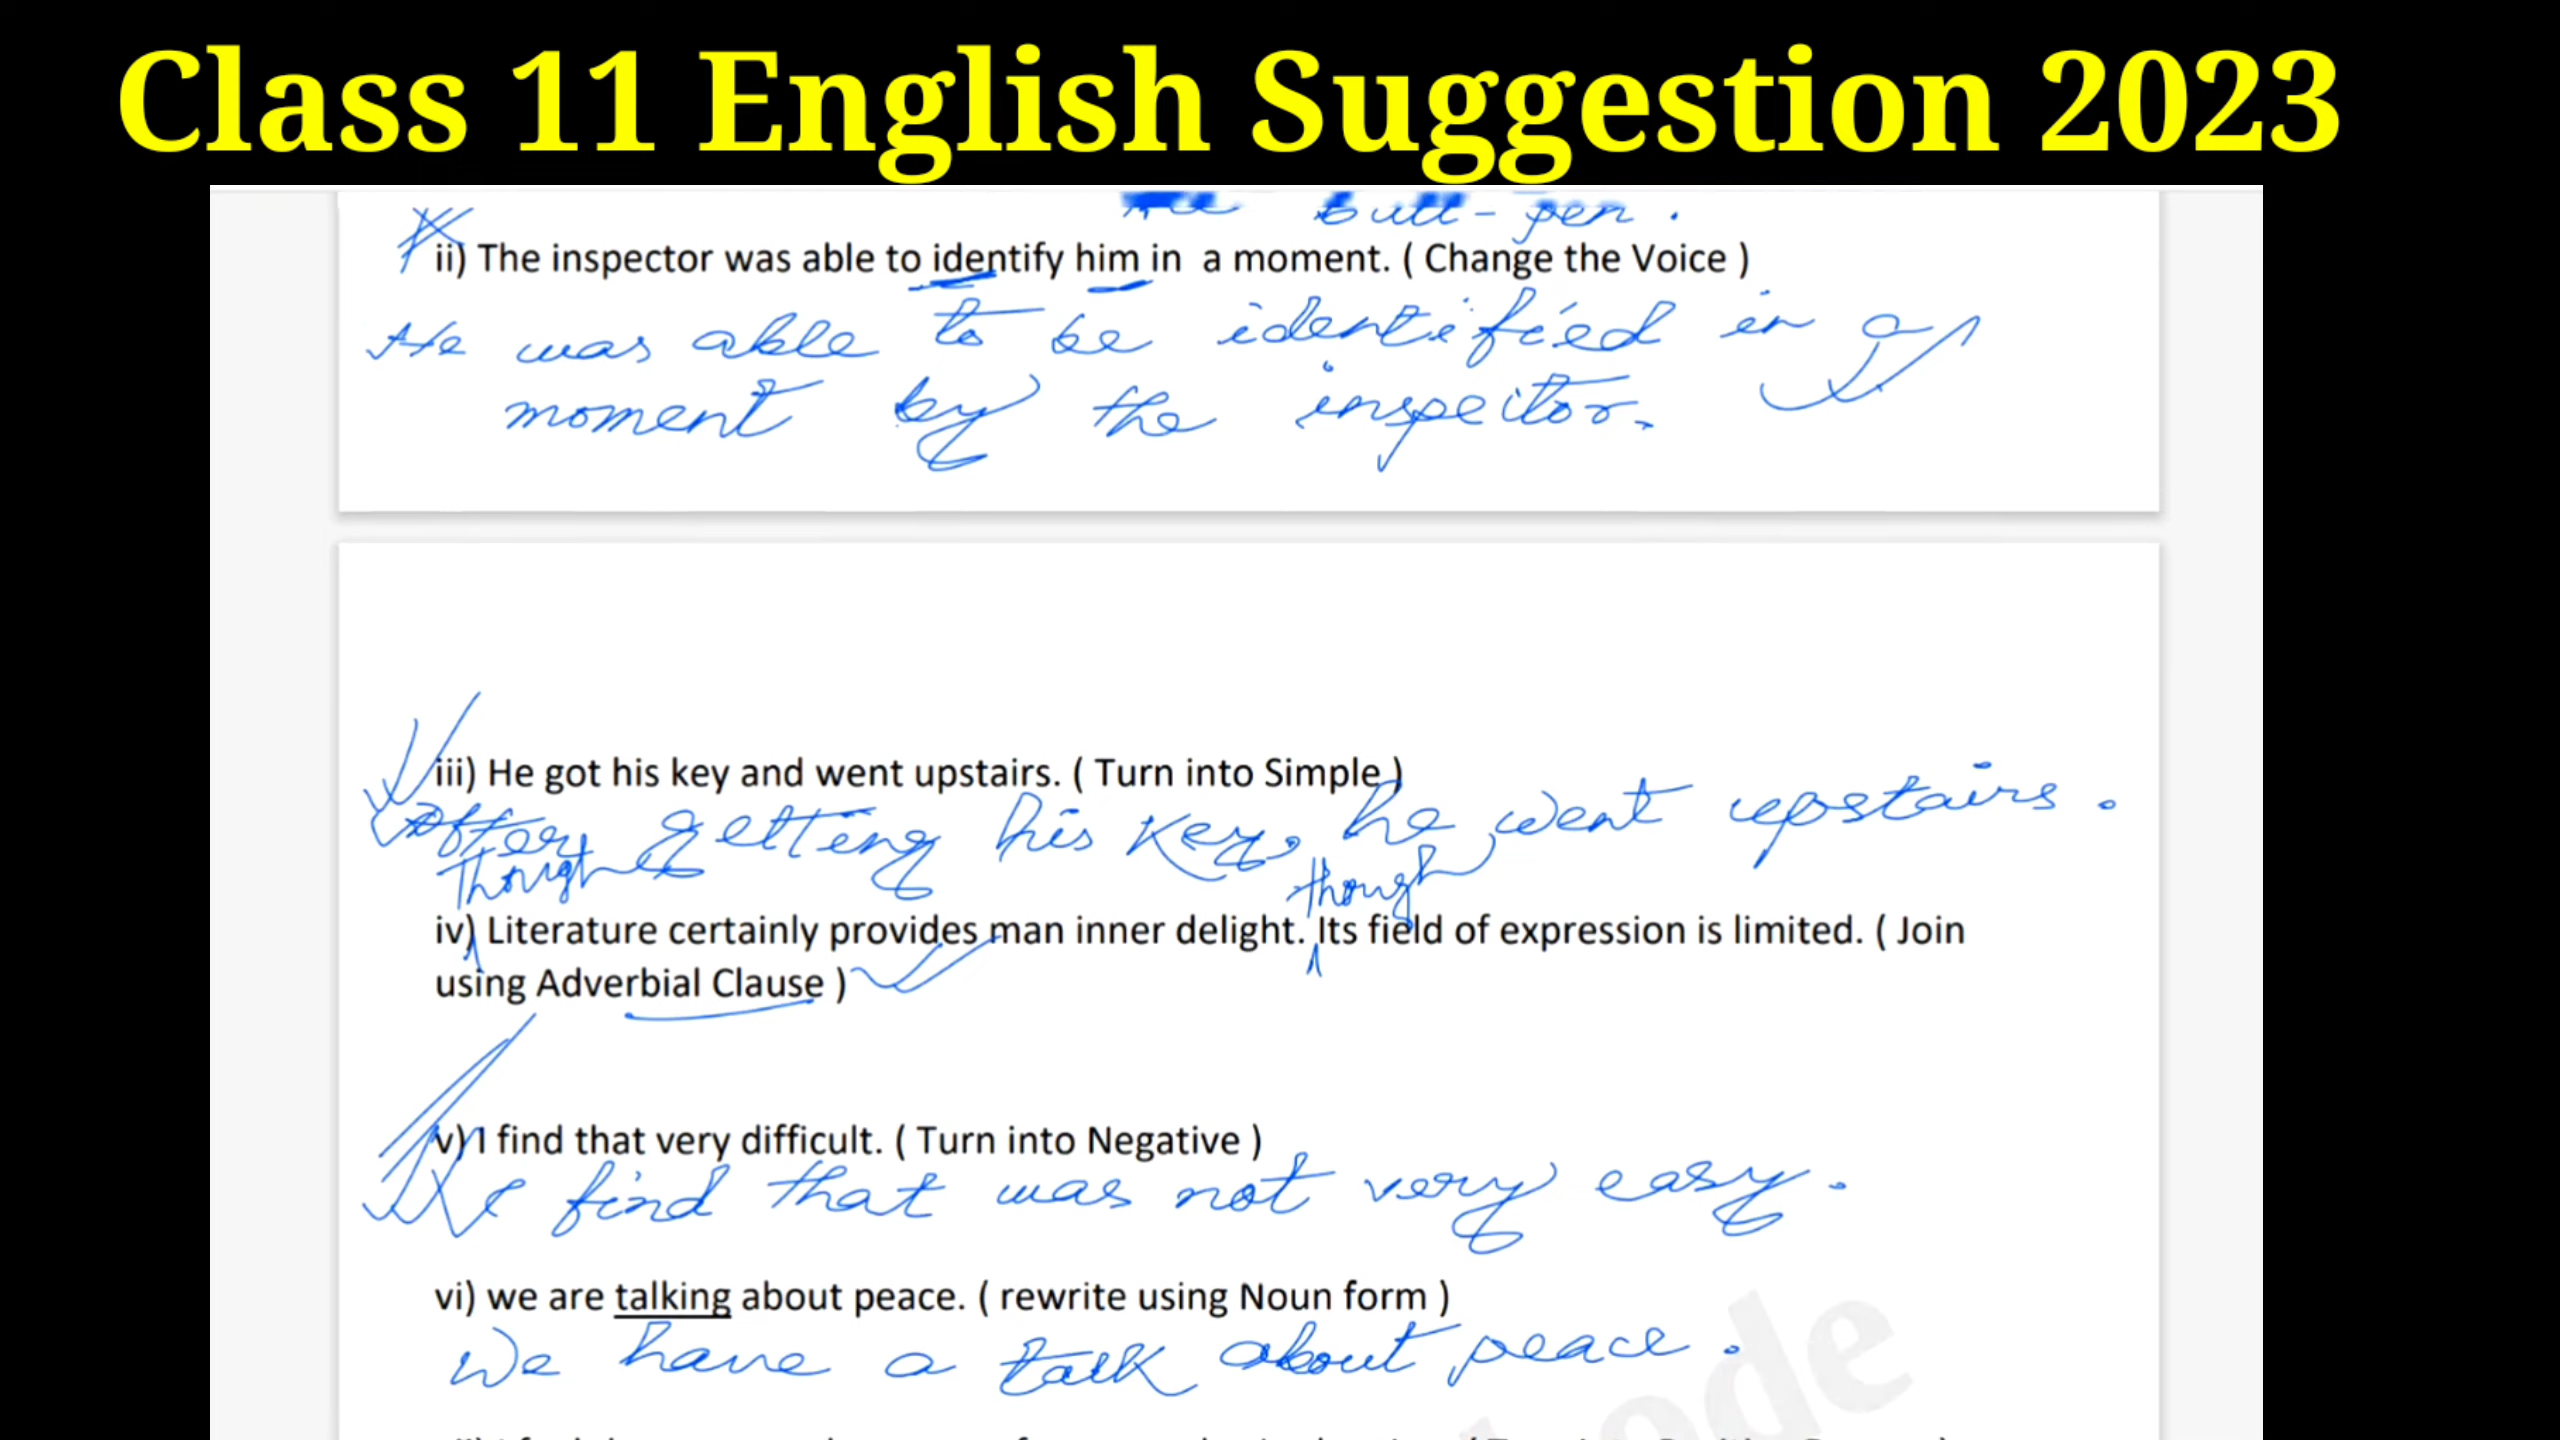 Class 11 English Suggestion 2023
ball-pen.
ii) The inspector was able to identify him in a moment. ( Change the Voice )
He was able to be identified in a
moment by the inspector.
iii) He got his key and went upstairs. ( Turn into Simple )
After getting his key, he went upstairs.
Though though
iv) Literature certainly provides man inner delight. Its field of expression is limited. ( Join
using Adverbial Clause )
v) I find that very difficult. ( Turn into Negative )
find that was not very easy.
vi) we are talking about peace. ( rewrite using Noun form )
We have a talk about peace.